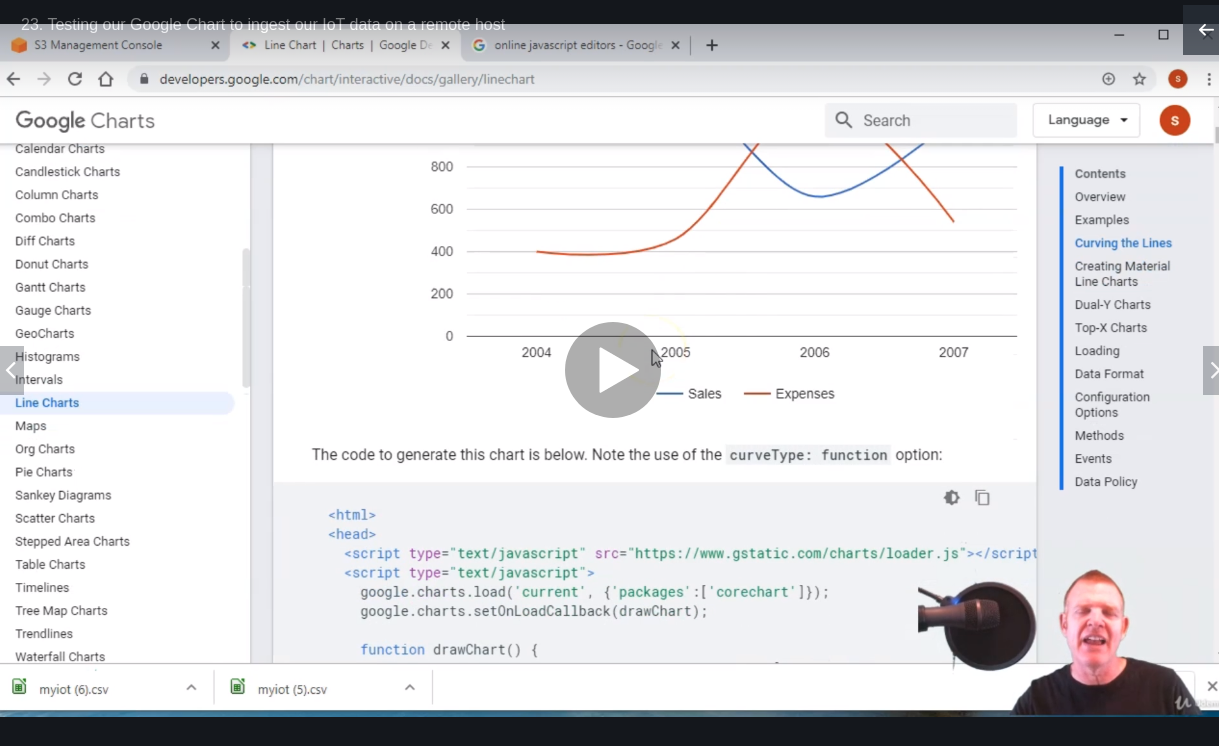 23. Testing our Google Chart to ingest our IoT data on a remote host
S3 Management Console
Line Chart | Charts | Google De
online javascript editors - Google
developers.google.com/chart/interactive/docs/gallery/linechart
S
Google Charts
Search
Language
S
Calendar Charts
Candlestick Charts
Column Charts
Combo Charts
Diff Charts
Donut Charts
Gantt Charts
Gauge Charts
GeoCharts
Histograms
Intervals
Line Charts
Maps
Org Charts
Pie Charts
Sankey Diagrams
Scatter Charts
Stepped Area Charts
Table Charts
Timelines
Tree Map Charts
Trendlines
Waterfall Charts
800
600
400
200
0
2004 2005 2006 2007
Sales Expenses
The code to generate this chart is below. Note the use of the curveType: function option:
<html>
<head>
<script type="text/javascript" src="https://www.gstatic.com/charts/loader.js"></script
<script type="text/javascript">
google.charts.load('current', {'packages':['corechart']});
google.charts.setOnLoadCallback(drawChart);
function drawChart() {
Contents
Overview
Examples
Curving the Lines
Creating Material
Line Charts
Dual-Y Charts
Top-X Charts
Loading
Data Format
Configuration
Options
Methods
Events
Data Policy
myiot (6).csv
myiot (5).csv